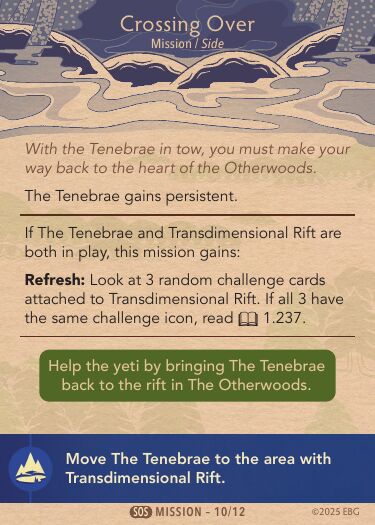 Crossing Over
Mission / Side
With the Tenebrae in tow, you must make your
way back to the heart of the Otherwoods.
The Tenebrae gains persistent.
If The Tenebrae and Transdimensional Rift are
both in play, this mission gains:
Refresh: Look at 3 random challenge cards
attached to Transdimensional Rift. If all 3 have
the same challenge icon, read 1.237.
Help the yeti by bringing The Tenebrae
back to the rift in The Otherwoods.
Move The Tenebrae to the area with
Transdimensional Rift.
SOS MISSION - 10/12
©2025 EBG